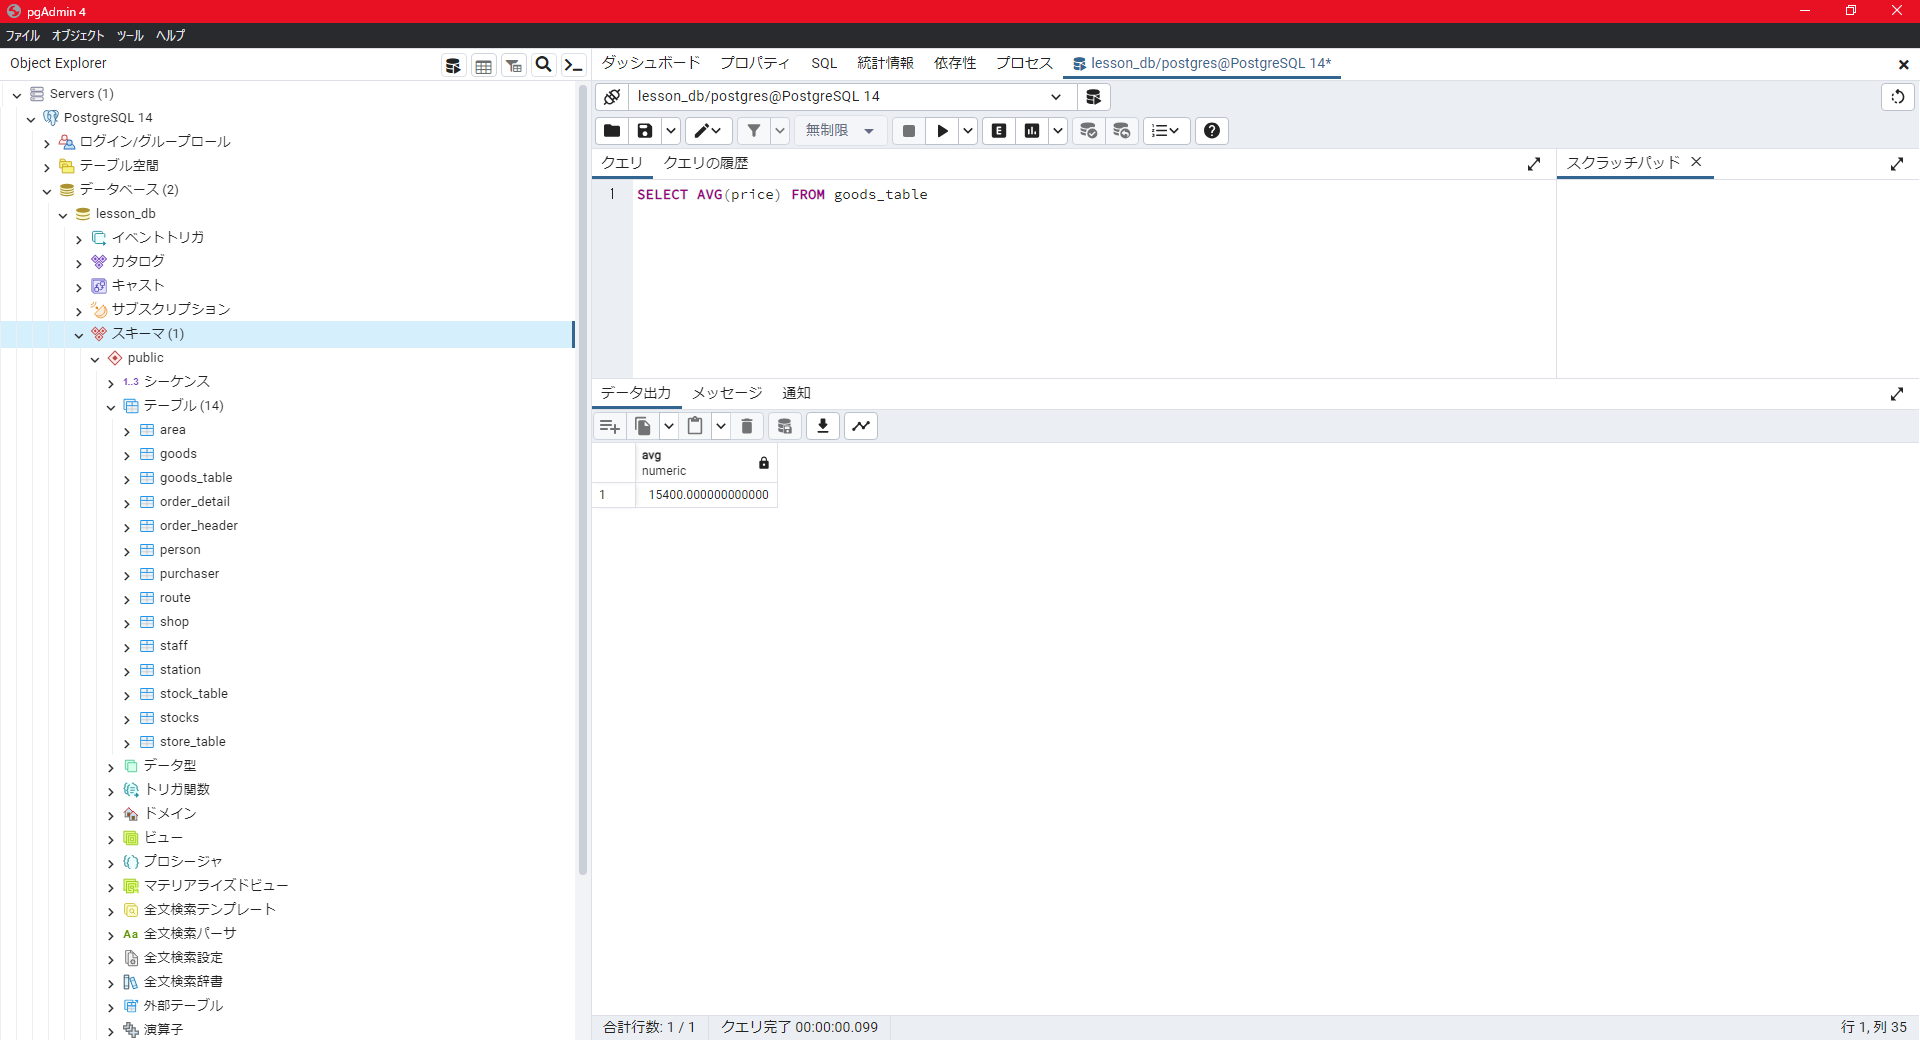 pgAdmin 4
ファイル オブジェクト ツール ヘルプ
Object Explorer
Servers (1)
PostgreSQL 14
ログイン/グループロール
テーブル空間
データベース (2)
lesson_db
イベントトリガ
カタログ
キャスト
サブスクリプション
スキーマ (1)
public
1..3 シーケンス
テーブル (14)
area
goods
goods_table
order_detail
order_header
person
purchaser
route
shop
staff
station
stock_table
stocks
store_table
データ型
トリガ関数
ドメイン
ビュー
プロシージャ
マテリアライズドビュー
全文検索テンプレート
Aa 全文検索パーサ
全文検索設定
全文検索辞書
外部テーブル
演算子
ダッシュボード プロパティ SQL 統計情報 依存性 プロセス lesson_db/postgres@PostgreSQL 14*
lesson_db/postgres@PostgreSQL 14
無制限 E
クエリ クエリの履歴
スクラッチパッド
1 SELECT AVG(price) FROM goods_table
データ出力 メッセージ 通知
avg
numeric
1 15400.000000000000
合計行数: 1 / 1 クエリ完了 00:00:00.099
行 1, 列 35